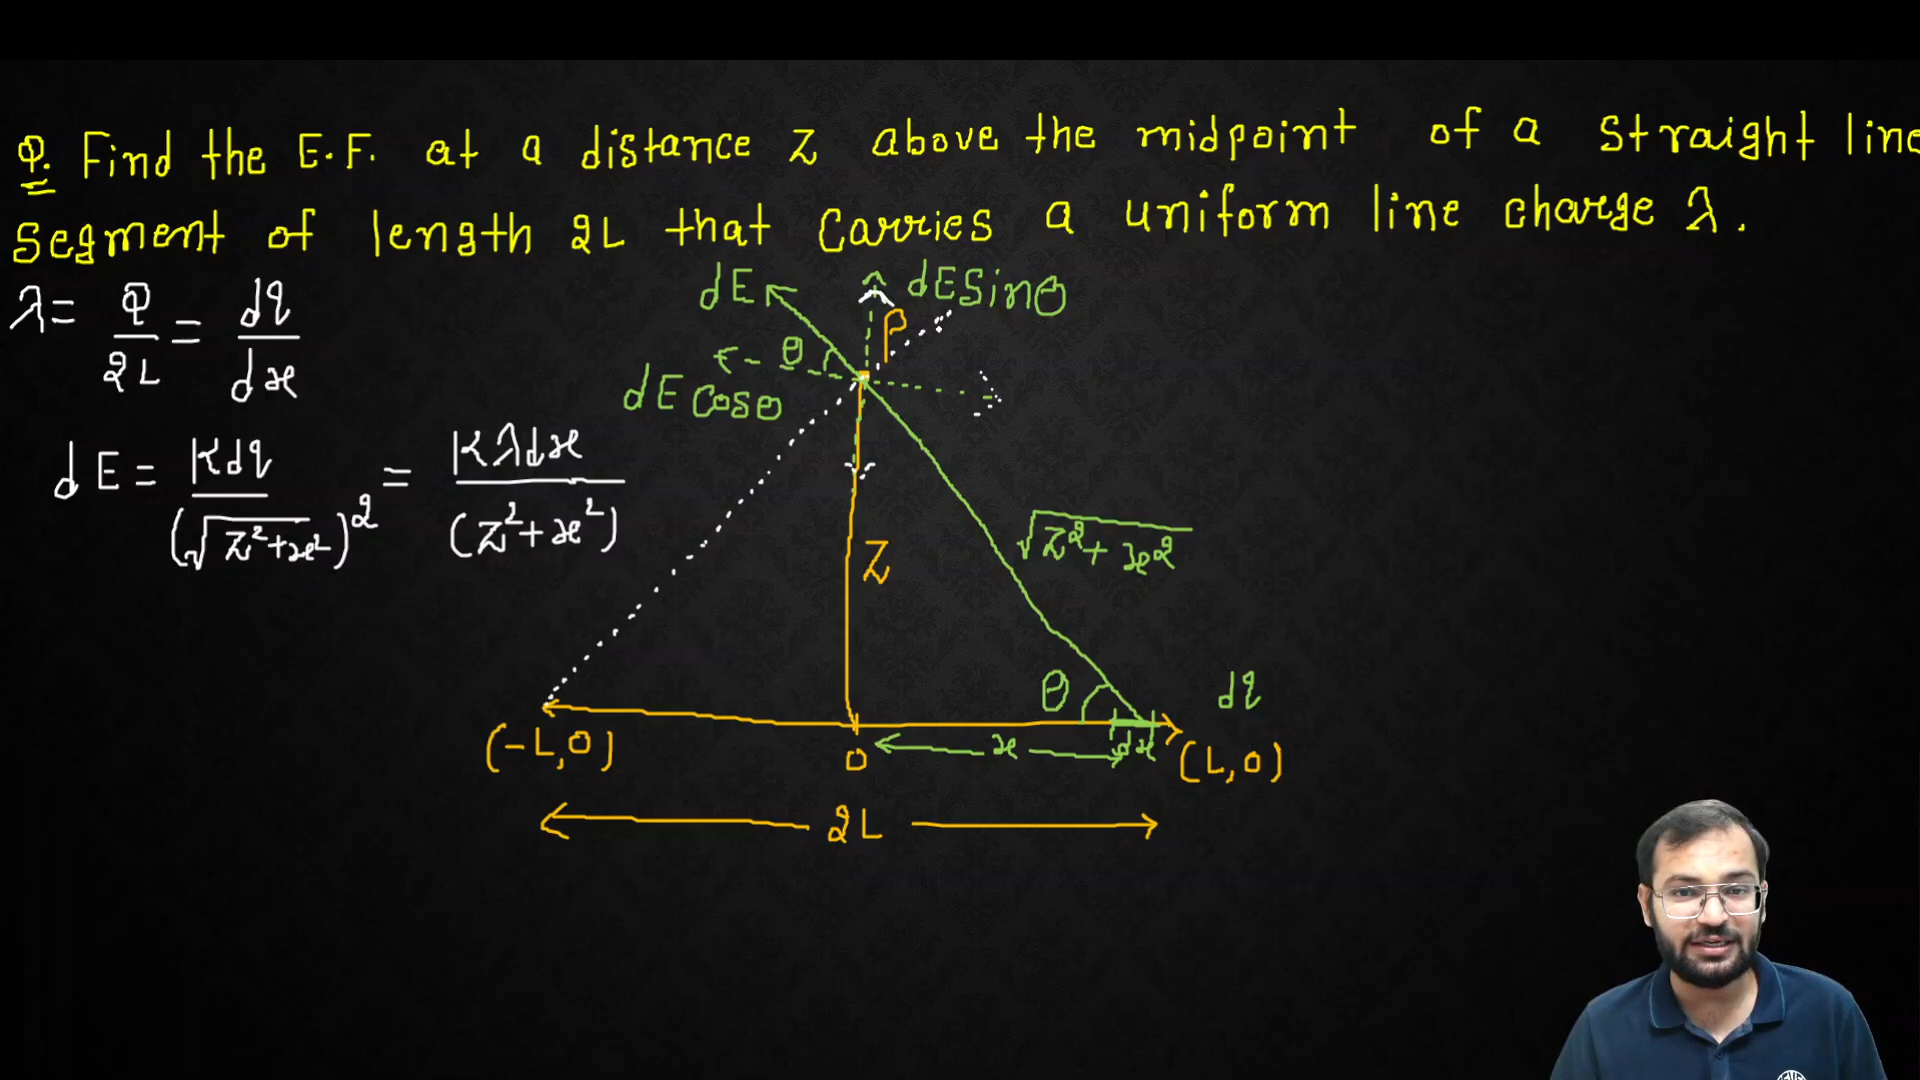 Q. Find the E.F. at a distance Z above the midpoint of a straight line
segment of length 2L that carries a uniform line charge λ.
λ = Q/2L = dq/dx
dE = Kdq/(√Z²+x²)² = Kλdx/(Z²+x²)
dE
dE Sinθ
P
θ
dE Cosθ
√Z²+x²
Z
θ
dq
(-L,0)
0
x
dx
(L,0)
2L